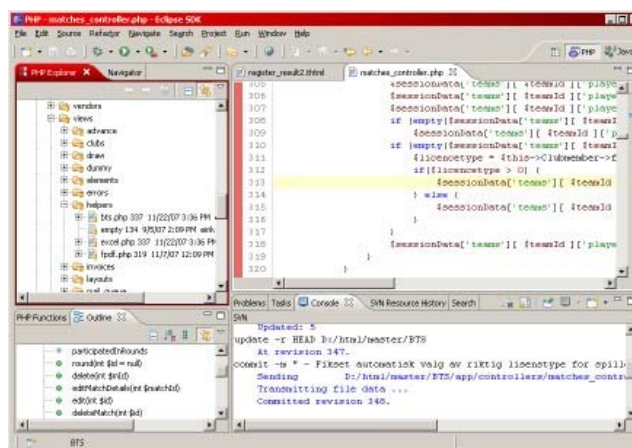 PHP - matches_controller.php - Eclipse SDK
File Edit Source Refactor Navigate Search Project Run Window Help
PHP Java
PHP Explorer Navigator
vendors
views
advance
clubs
draw
dummy
elements
errors
helpers
bts.php 337 11/22/07 3:36 PM
empty 134 9/5/07 2:09 PM eirik
excel.php 337 11/22/07 3:36 PM
fpdf.php 319 11/7/07 12:09 PM
invoices
layouts
mail_queue
PHP Functions Outline
participatedInRounds
round(int $id = null)
delete(int $mId)
editMatchDetails(int $matchId)
edit(int $id)
deleteMatch(int $id)
register_result2.thtml matches_controller.php
305 $sessionData['teams'][ $teamId ]['playe
306 $sessionData['teams'][ $teamId ]['playe
307 $sessionData['teams'][ $teamId ]['playe
308 if (empty($sessionData['teams'][ $teamI
309 $sessionData['teams'][ $teamId ]['p
310 if (empty($sessionData['teams'][ $teamI
311 $licencetype = $this->Clubmember->f
312 if($licencetype > 0) {
313 $sessionData['teams'][ $teamId
314 } else {
315 $sessionData['teams'][ $teamId
316 }
317 }
318 $sessionData['teams'][ $teamId ]['playe
319 }
320 }
Problems Tasks Console SVN Resource History Search
SVN
Updated: 5
update -r HEAD D:/html/master/BTS
At revision 347.
commit -m " - Fikset automatisk valg av riktig lisenstype for spill
Sending D:/html/master/BTS/app/controllers/matches_contr
Transmitting file data ...
Committed revision 348.
BTS